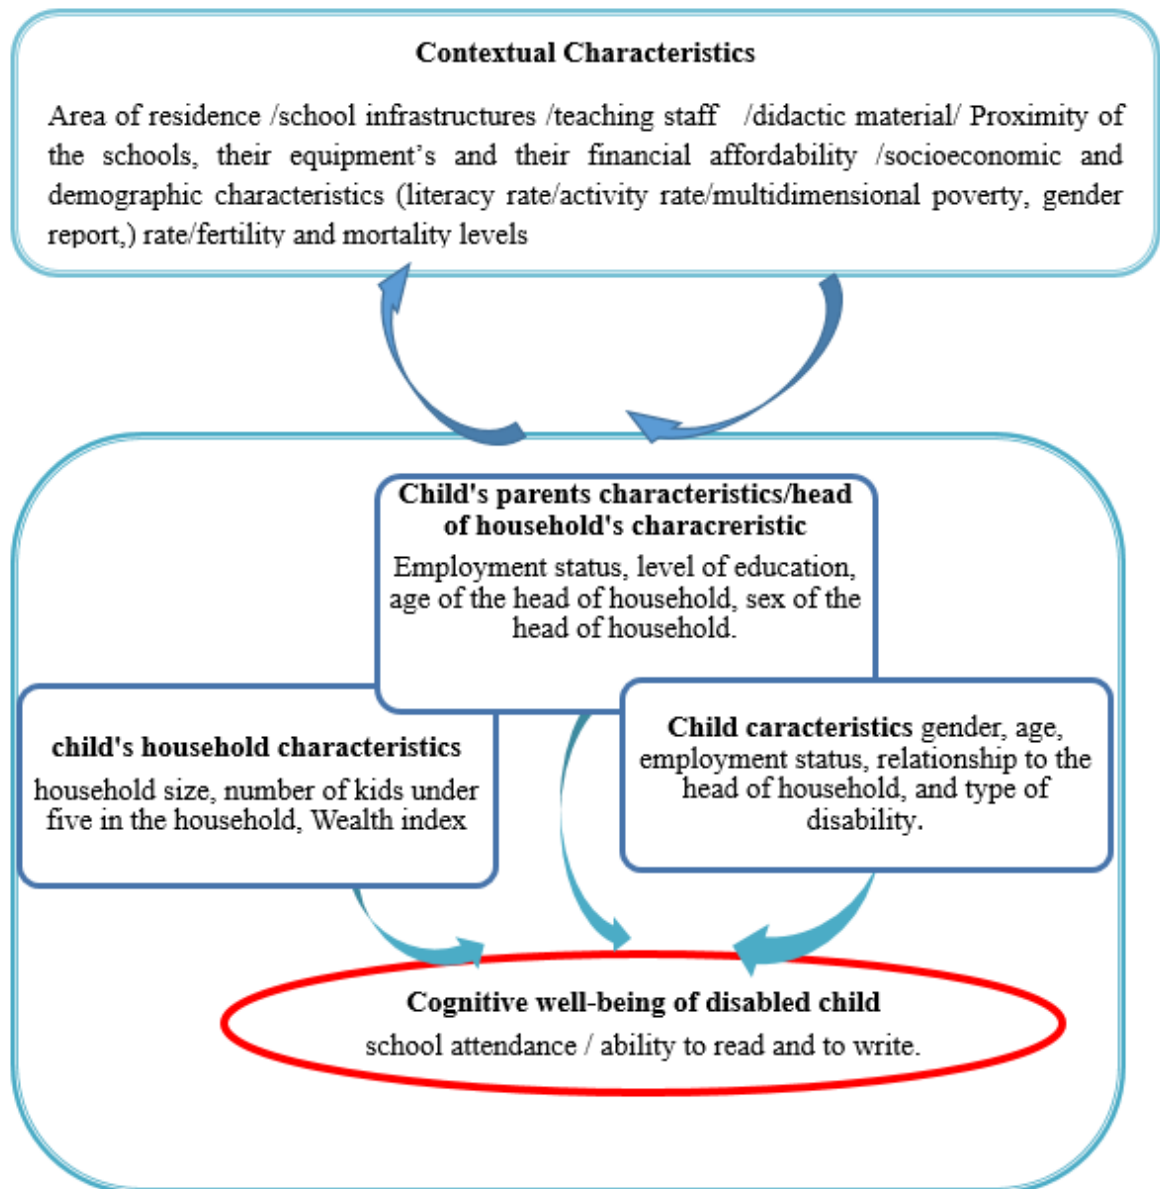 Contextual Characteristics
Area of residence /school infrastructures /teaching staff /didactic material/ Proximity of
the schools, their equipment’s and their financial affordability /socioeconomic and
demographic characteristics (literacy rate/activity rate/multidimensional poverty, gender
report,) rate/fertility and mortality levels
Child's parents characteristics/head
of household's characreristic
Employment status, level of education,
age of the head of household, sex of the
head of household.
child's household characteristics
household size, number of kids under
five in the household, Wealth index
Child caracteristics gender, age,
employment status, relationship to the
head of household, and type of
disability.
Cognitive well-being of disabled child
school attendance / ability to read and to write.